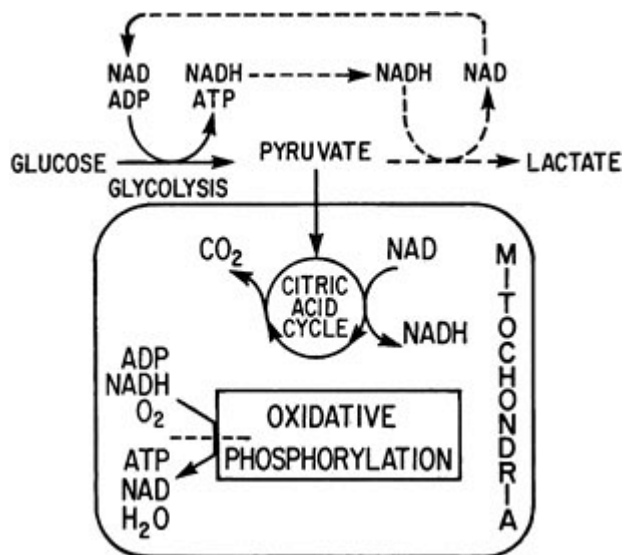 NAD NADH NADH NAD
ADP ATP
GLUCOSE PYRUVATE LACTATE
GLYCOLYSIS
CO₂ NAD
CITRIC
ACID
CYCLE
NADH
MITOCHONDRIA
ADP
NADH
O₂
OXIDATIVE
PHOSPHORYLATION
ATP
NAD
H₂O